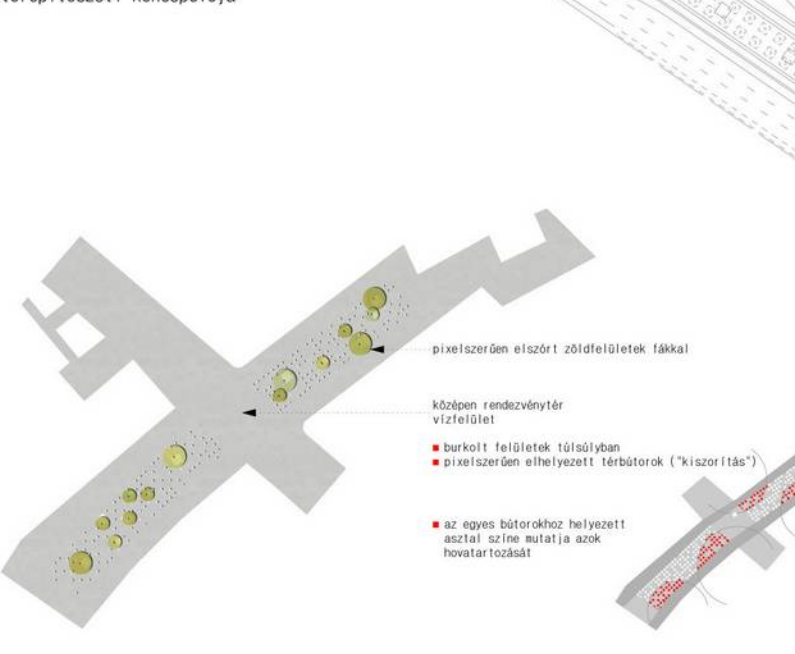 pixelszerűen elszórt zöldfelületek fákkal
középen rendezvénytér
vízfelület
burkolt felületek túlsúlyban
pixelszerűen elhelyezett térbútorok ("kiszorítás")
az egyes bútorokhoz helyezett
asztal színe mutatja azok
hovatartozását